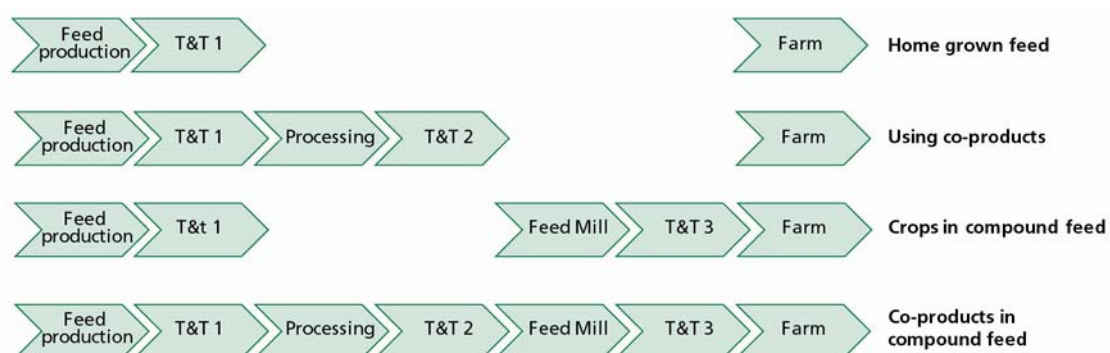 Feed
production
T&T 1
Farm
Home grown feed
Feed
production
T&T 1
Processing
T&T 2
Farm
Using co-products
Feed
production
T&t 1
Feed Mill
T&T 3
Farm
Crops in compound feed
Feed
production
T&T 1
Processing
T&T 2
Feed Mill
T&T 3
Farm
Co-products in
compound feed